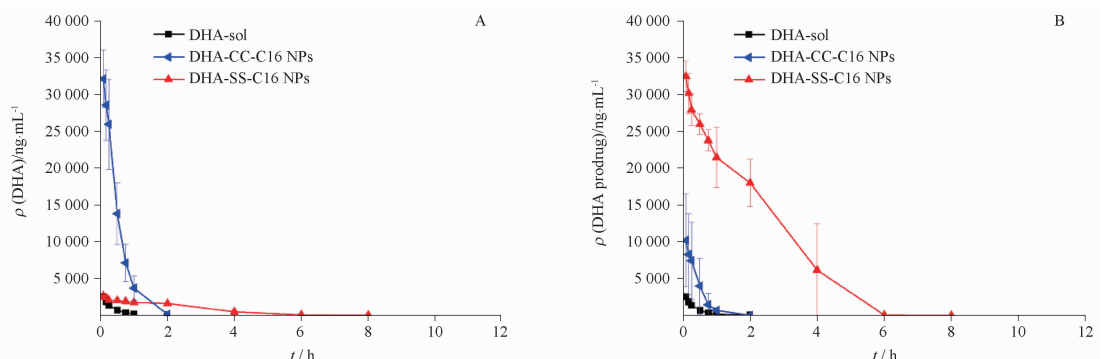 A
40 000
35 000
30 000
25 000
20 000
15 000
10 000
5 000
0
2
4
6
8
10
12
ρ (DHA)/ng·mL⁻¹
t / h
DHA-sol
DHA-CC-C16 NPs
DHA-SS-C16 NPs
B
40 000
35 000
30 000
25 000
20 000
15 000
10 000
5 000
0
0
2
4
6
8
10
12
ρ (DHA prodrug)/ng·mL⁻¹
t / h
DHA-sol
DHA-CC-C16 NPs
DHA-SS-C16 NPs